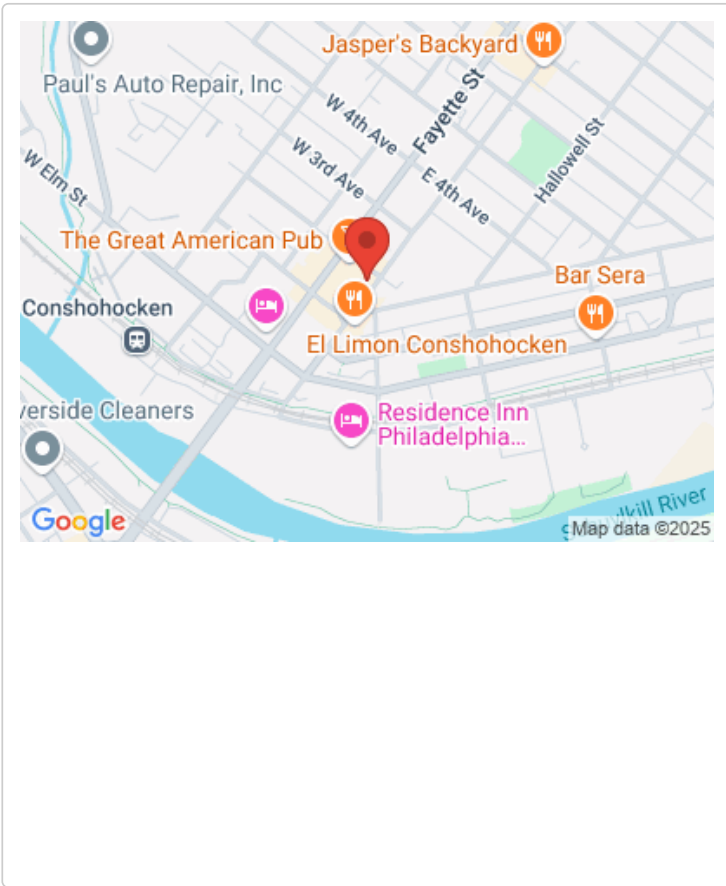 Jasper's Backyard
Paul's Auto Repair, Inc
Fayette St
W 4th Ave
Hallowell St
W 3rd Ave
W Elm St
E 4th Ave
The Great American Pub
Bar Sera
Conshohocken
El Limon Conshohocken
verside Cleaners
Residence Inn
Philadelphia...
Google
River
Map data ©2025